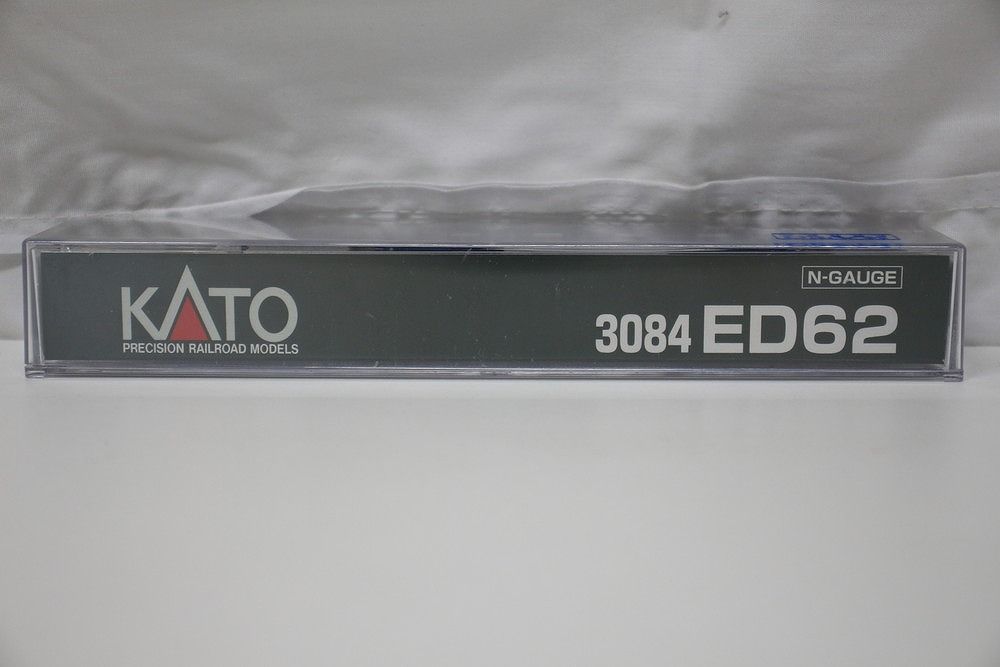 KATO
PRECISION RAILROAD MODELS
N-GAUGE
3084 ED62